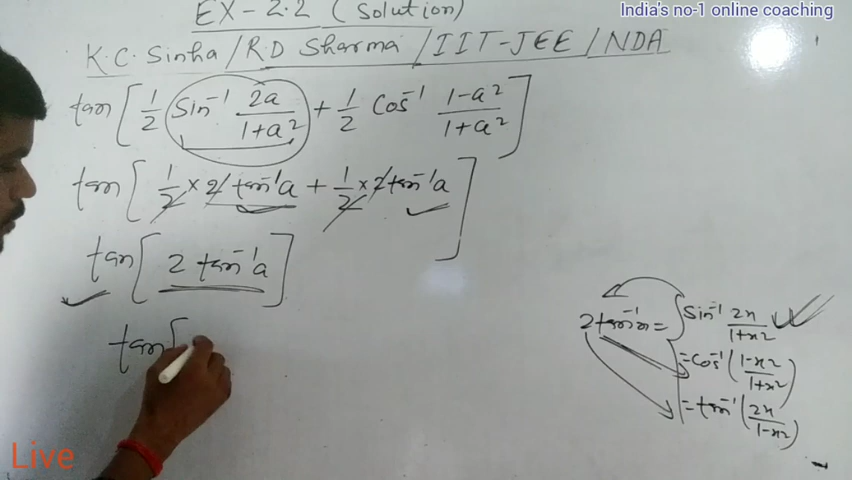 India's no-1 online coaching
EX-2.2 (Solution)
K.C. Sinha/R.D Sharma/IIT-JEE/NDA
tan[1/2 Sin⁻¹ 2a/1+a² + 1/2 Cos⁻¹ 1-a²/1+a²]
tan[1/2 × 2 tan⁻¹a + 1/2 × 2 tan⁻¹a]
tan[2 tan⁻¹a]
tan[
2 tan⁻¹x = { Sin⁻¹ 2x/1+x²
= Cos⁻¹ (1-x²/1+x²)
= tan⁻¹ (2x/1-x²)
Live